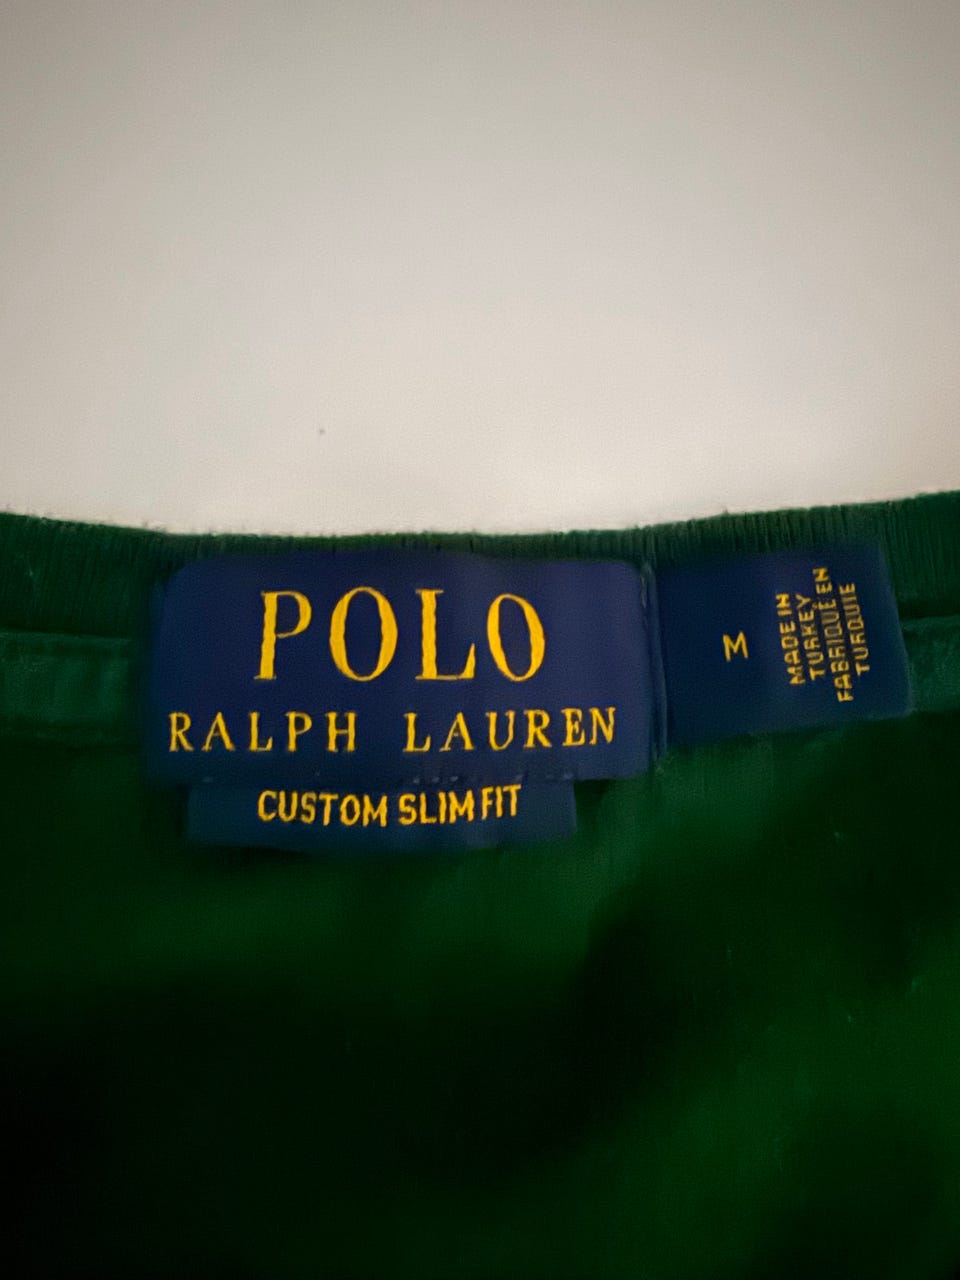 POLO
RALPH LAUREN
CUSTOM SLIM FIT
M
MADE IN
TURKEY
FABRIQUÉ EN
TURQUIE